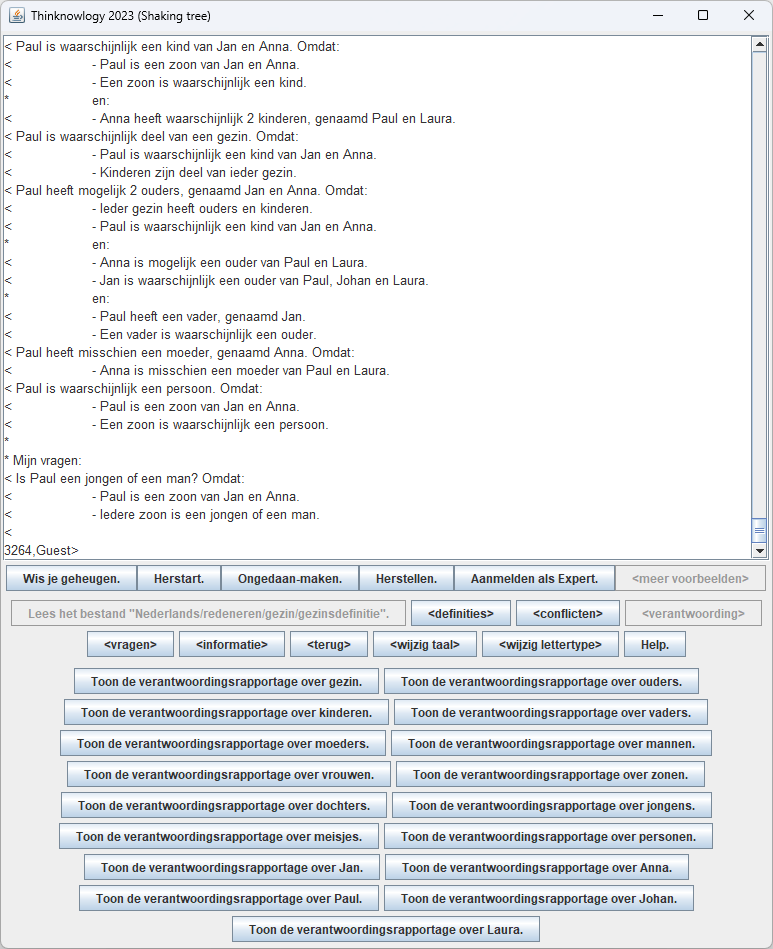 Thinknowlogy 2023 (Shaking tree)
< Paul is waarschijnlijk een kind van Jan en Anna. Omdat:
< - Paul is een zoon van Jan en Anna.
< - Een zoon is waarschijnlijk een kind.
* en:
< - Anna heeft waarschijnlijk 2 kinderen, genaamd Paul en Laura.
< Paul is waarschijnlijk deel van een gezin. Omdat:
< - Paul is waarschijnlijk een kind van Jan en Anna.
< - Kinderen zijn deel van ieder gezin.
< Paul heeft mogelijk 2 ouders, genaamd Jan en Anna. Omdat:
< - Ieder gezin heeft ouders en kinderen.
< - Paul is waarschijnlijk een kind van Jan en Anna.
* en:
< - Anna is mogelijk een ouder van Paul en Laura.
< - Jan is waarschijnlijk een ouder van Paul, Johan en Laura.
* en:
< - Paul heeft een vader, genaamd Jan.
< - Een vader is waarschijnlijk een ouder.
< Paul heeft misschien een moeder, genaamd Anna. Omdat:
< - Anna is misschien een moeder van Paul en Laura.
< Paul is waarschijnlijk een persoon. Omdat:
< - Paul is een zoon van Jan en Anna.
< - Een zoon is waarschijnlijk een persoon.
*
* Mijn vragen:
< Is Paul een jongen of een man? Omdat:
< - Paul is een zoon van Jan en Anna.
< - Iedere zoon is een jongen of een man.
<
3264,Guest>
Wis je geheugen. Herstart. Ongedaan-maken. Herstellen. Aanmelden als Expert. <meer voorbeelden>
Lees het bestand "Nederlands/redeneren/gezin/gezinsdefinitie". <definities> <conflicten> <verantwoording>
<vragen> <informatie> <terug> <wijzig taal> <wijzig lettertype> Help.
Toon de verantwoordingsrapportage over gezin. Toon de verantwoordingsrapportage over ouders.
Toon de verantwoordingsrapportage over kinderen. Toon de verantwoordingsrapportage over vaders.
Toon de verantwoordingsrapportage over moeders. Toon de verantwoordingsrapportage over mannen.
Toon de verantwoordingsrapportage over vrouwen. Toon de verantwoordingsrapportage over zonen.
Toon de verantwoordingsrapportage over dochters. Toon de verantwoordingsrapportage over jongens.
Toon de verantwoordingsrapportage over meisjes. Toon de verantwoordingsrapportage over personen.
Toon de verantwoordingsrapportage over Jan. Toon de verantwoordingsrapportage over Anna.
Toon de verantwoordingsrapportage over Paul. Toon de verantwoordingsrapportage over Johan.
Toon de verantwoordingsrapportage over Laura.